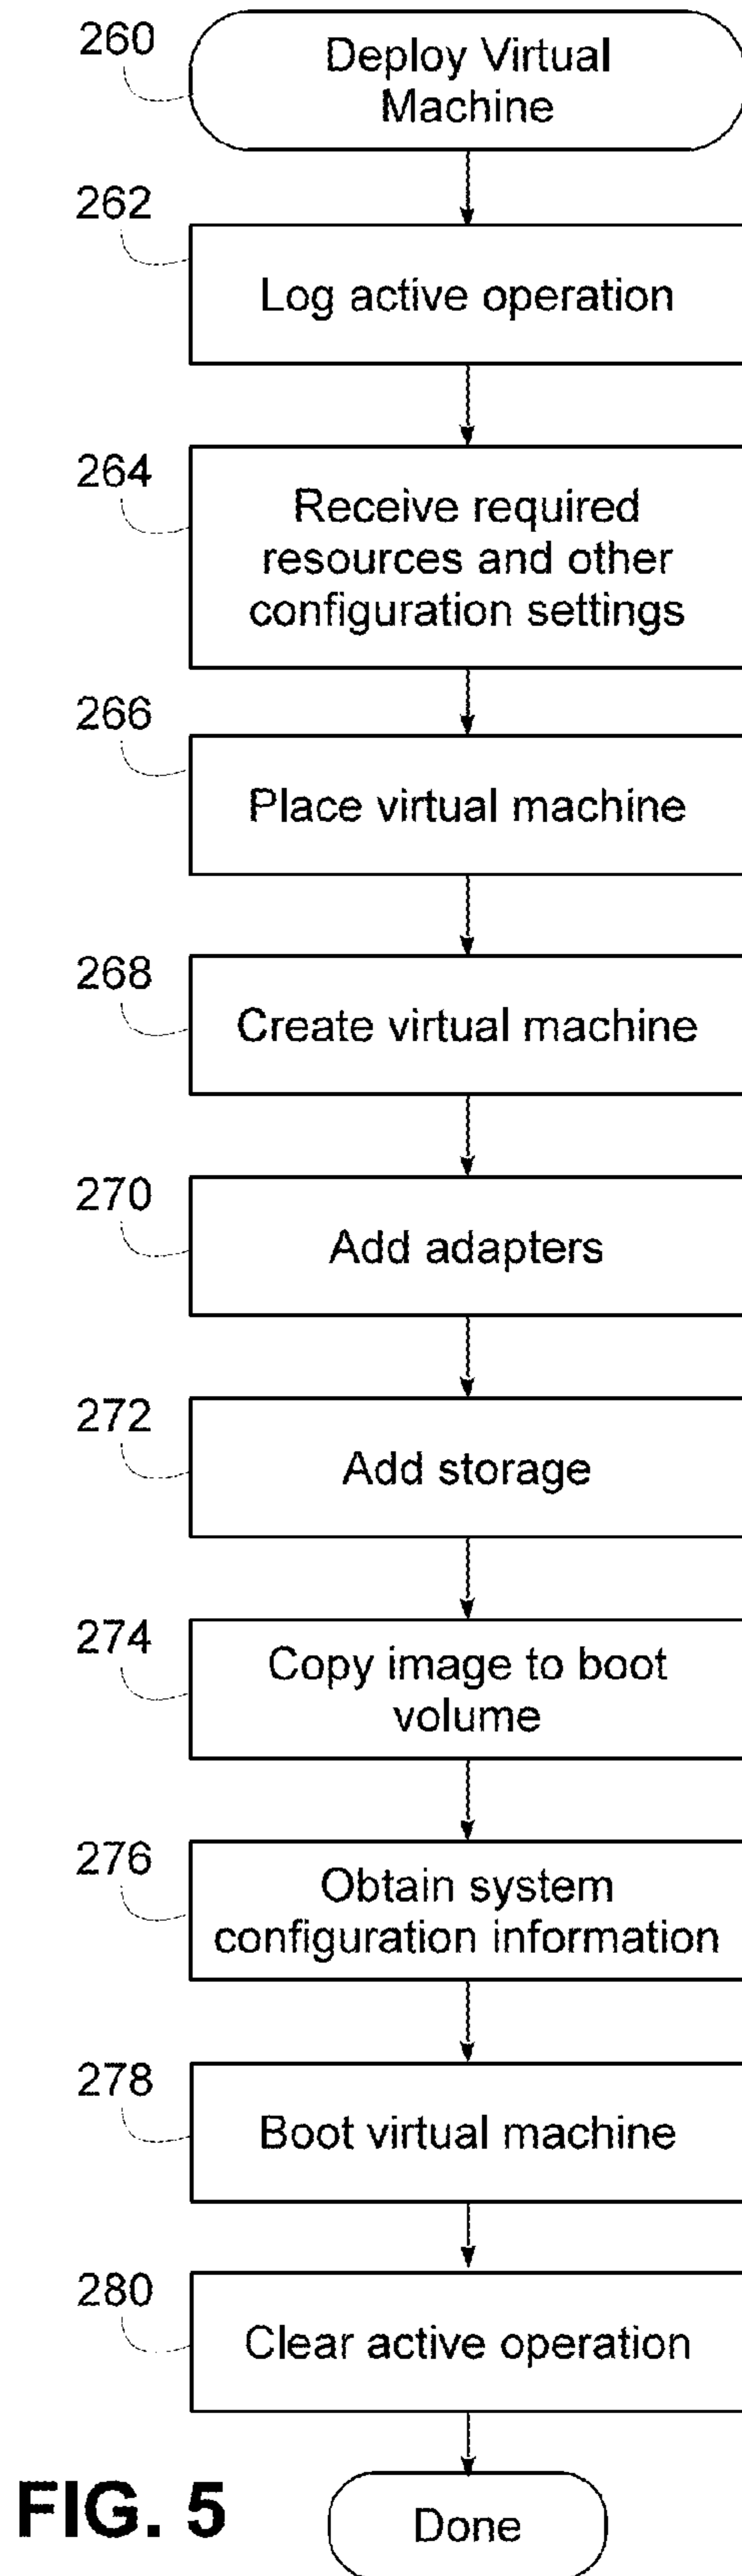 260
Deploy Virtual
Machine
262
Log active operation
264
Receive required
resources and other
configuration settings
266
Place virtual machine
268
Create virtual machine
270
Add adapters
272
Add storage
274
Copy image to boot
volume
276
Obtain system
configuration information
278
Boot virtual machine
280
Clear active operation
FIG. 5
Done